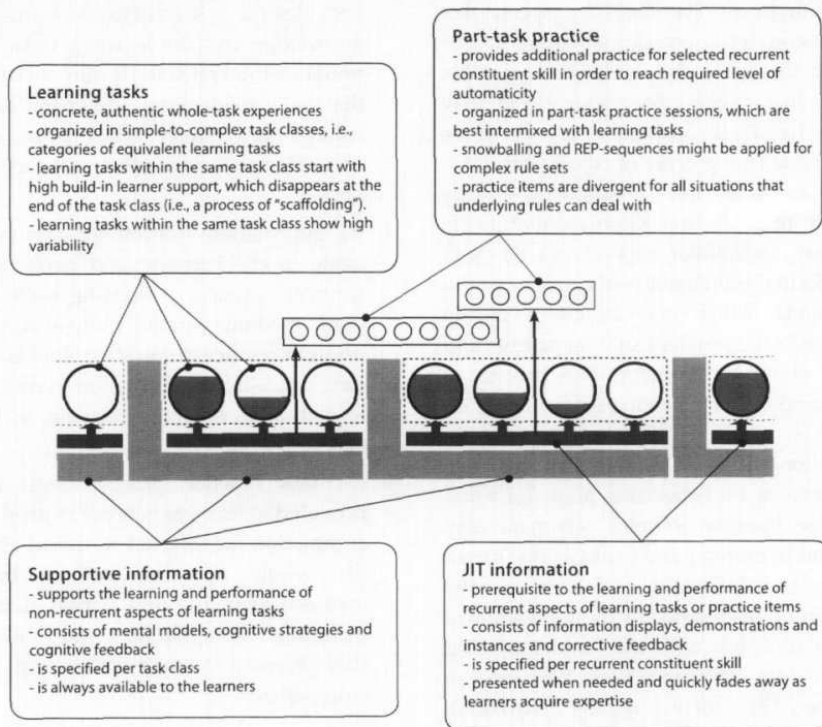 Learning tasks
- concrete, authentic whole-task experiences
- organized in simple-to-complex task classes, i.e.,
categories of equivalent learning tasks
- learning tasks within the same task class start with
high build-in learner support, which disappears at the
end of the task class (i.e., a process of “scaffolding”).
- learning tasks within the same task class show high
variability
Part-task practice
- provides additional practice for selected recurrent
constituent skill in order to reach required level of
automaticity
- organized in part-task practice sessions, which are
best intermixed with learning tasks
- snowballing and REP-sequences might be applied for
complex rule sets
- practice items are divergent for all situations that
underlying rules can deal with
Supportive information
- supports the learning and performance of
non-recurrent aspects of learning tasks
- consists of mental models, cognitive strategies and
cognitive feedback
- is specified per task class
- is always available to the learners
JIT information
- prerequisite to the learning and performance of
recurrent aspects of learning tasks or practice items
- consists of information displays, demonstrations and
instances and corrective feedback
- is specified per recurrent constituent skill
- presented when needed and quickly fades away as
learners acquire expertise